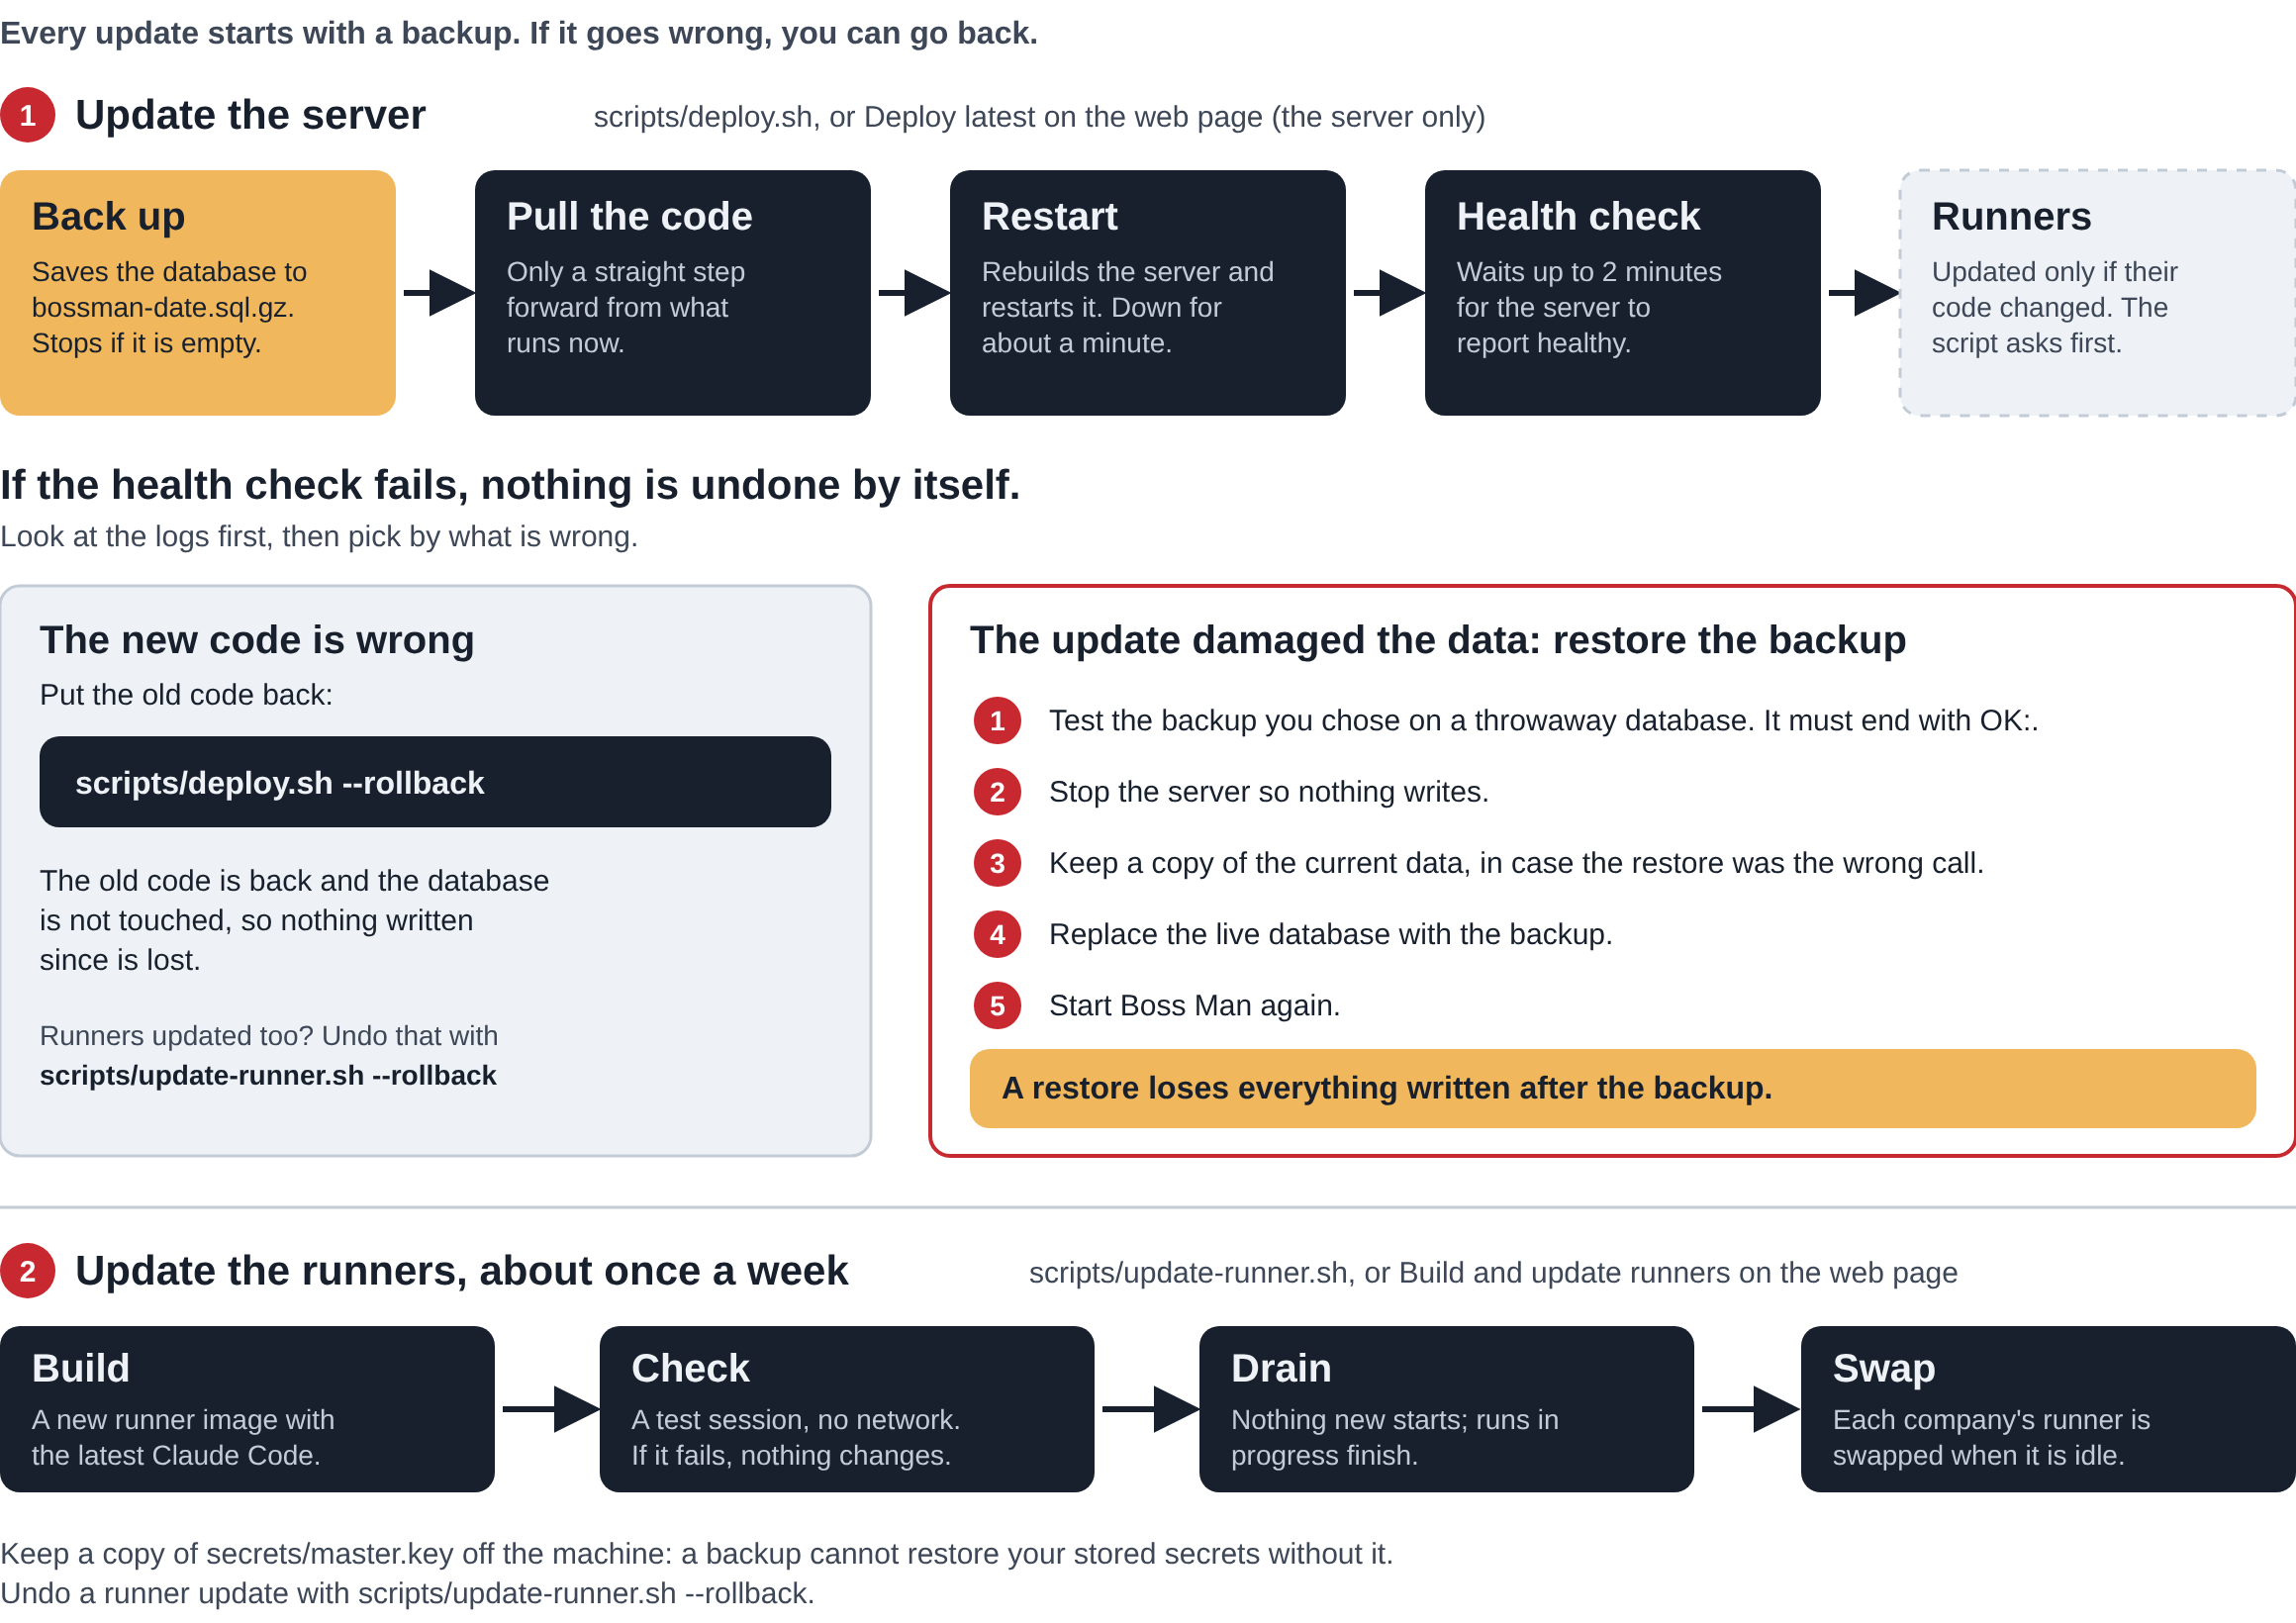 Every update starts with a backup. If it goes wrong, you can go back.
1 Update the server scripts/deploy.sh, or Deploy latest on the web page (the server only)
Back up
Saves the database to
bossman-date.sql.gz.
Stops if it is empty.
Pull the code
Only a straight step
forward from what
runs now.
Restart
Rebuilds the server and
restarts it. Down for
about a minute.
Health check
Waits up to 2 minutes
for the server to
report healthy.
Runners
Updated only if their
code changed. The
script asks first.
If the health check fails, nothing is undone by itself.
Look at the logs first, then pick by what is wrong.
The new code is wrong
Put the old code back:
scripts/deploy.sh --rollback
The old code is back and the database
is not touched, so nothing written
since is lost.
Runners updated too? Undo that with
scripts/update-runner.sh --rollback
The update damaged the data: restore the backup
1 Test the backup you chose on a throwaway database. It must end with OK:.
2 Stop the server so nothing writes.
3 Keep a copy of the current data, in case the restore was the wrong call.
4 Replace the live database with the backup.
5 Start Boss Man again.
A restore loses everything written after the backup.
2 Update the runners, about once a week scripts/update-runner.sh, or Build and update runners on the web page
Build
A new runner image with
the latest Claude Code.
Check
A test session, no network.
If it fails, nothing changes.
Drain
Nothing new starts; runs in
progress finish.
Swap
Each company's runner is
swapped when it is idle.
Keep a copy of secrets/master.key off the machine: a backup cannot restore your stored secrets without it.
Undo a runner update with scripts/update-runner.sh --rollback.